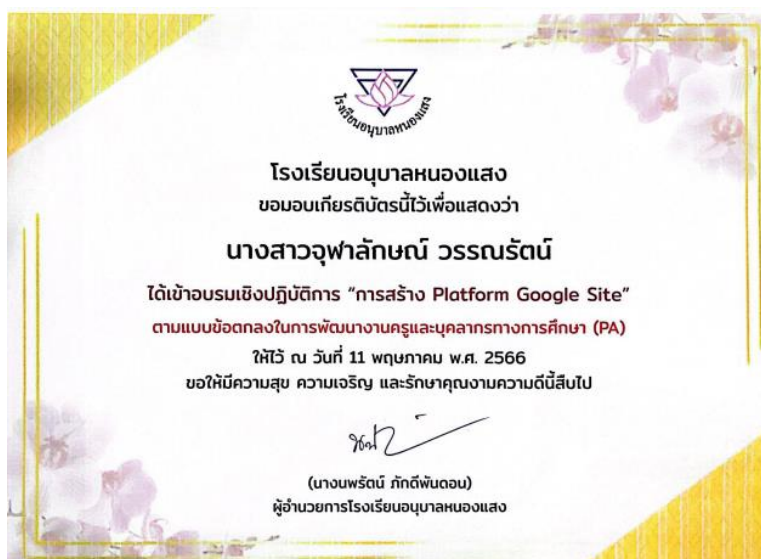 โรงเรียนอนุบาลหนองแสง
โรงเรียนอนุบาลหนองแสง
ขอมอบเกียรติบัตรนี้ไว้เพื่อแสดงว่า
นางสาวจุฬาลักษณ์ วรรณรัตน์
ได้เข้าอบรมเชิงปฏิบัติการ “การสร้าง Platform Google Site”
ตามแบบข้อตกลงในการพัฒนางานครูและบุคลากรทางการศึกษา (PA)
ให้ไว้ ณ วันที่ 11 พฤษภาคม พ.ศ. 2566
ขอให้มีความสุข ความเจริญ และรักษาคุณงามความดีนี้สืบไป
(นางนพรัตน์ ภักดีพันดอน)
ผู้อำนวยการโรงเรียนอนุบาลหนองแสง